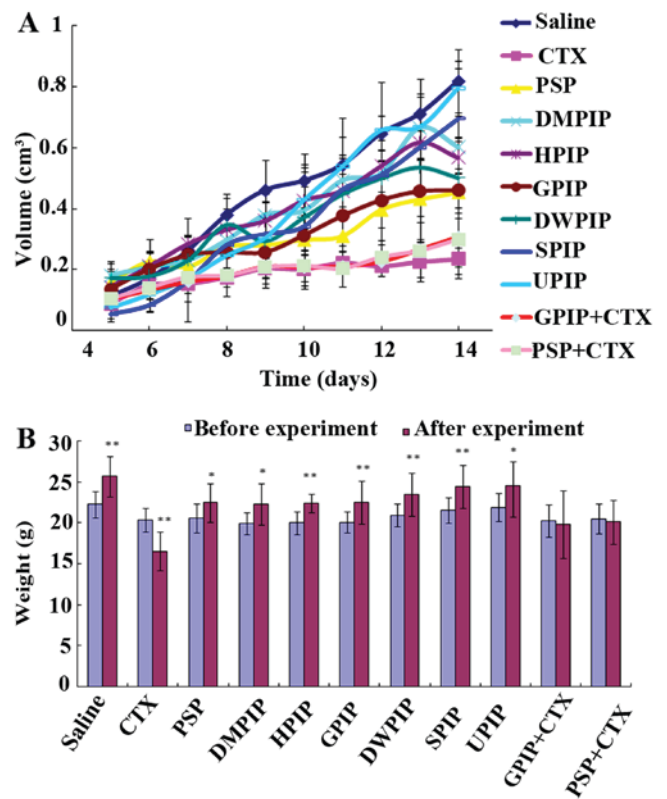 A
1
0.8
0.6
0.4
0.2
0
Volume (cm³)
4 6 8 10 12 14
Time (days)
Saline
CTX
PSP
DMPIP
HPIP
GPIP
DWPIP
SPIP
UPIP
GPIP+CTX
PSP+CTX
B
Before experiment After experiment
30
25
20
15
10
5
0
Weight (g)
** ** * * ** * ** ** *
Saline CTX PSP DMPIP HPIP GPIP DWPIP SPIP UPIP GPIP+CTX PSP+CTX